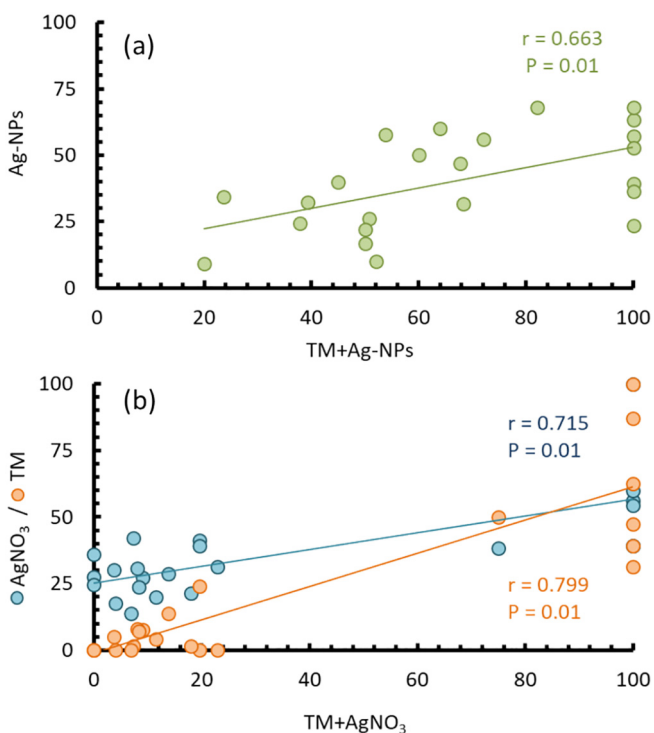 (a)
r = 0.663
P = 0.01
Ag-NPs
100
75
50
25
0
0 20 40 60 80 100
TM+Ag-NPs
(b)
r = 0.715
P = 0.01
AgNO₃ / TM
100
75
50
25
0
r = 0.799
P = 0.01
0 20 40 60 80 100
TM+AgNO₃